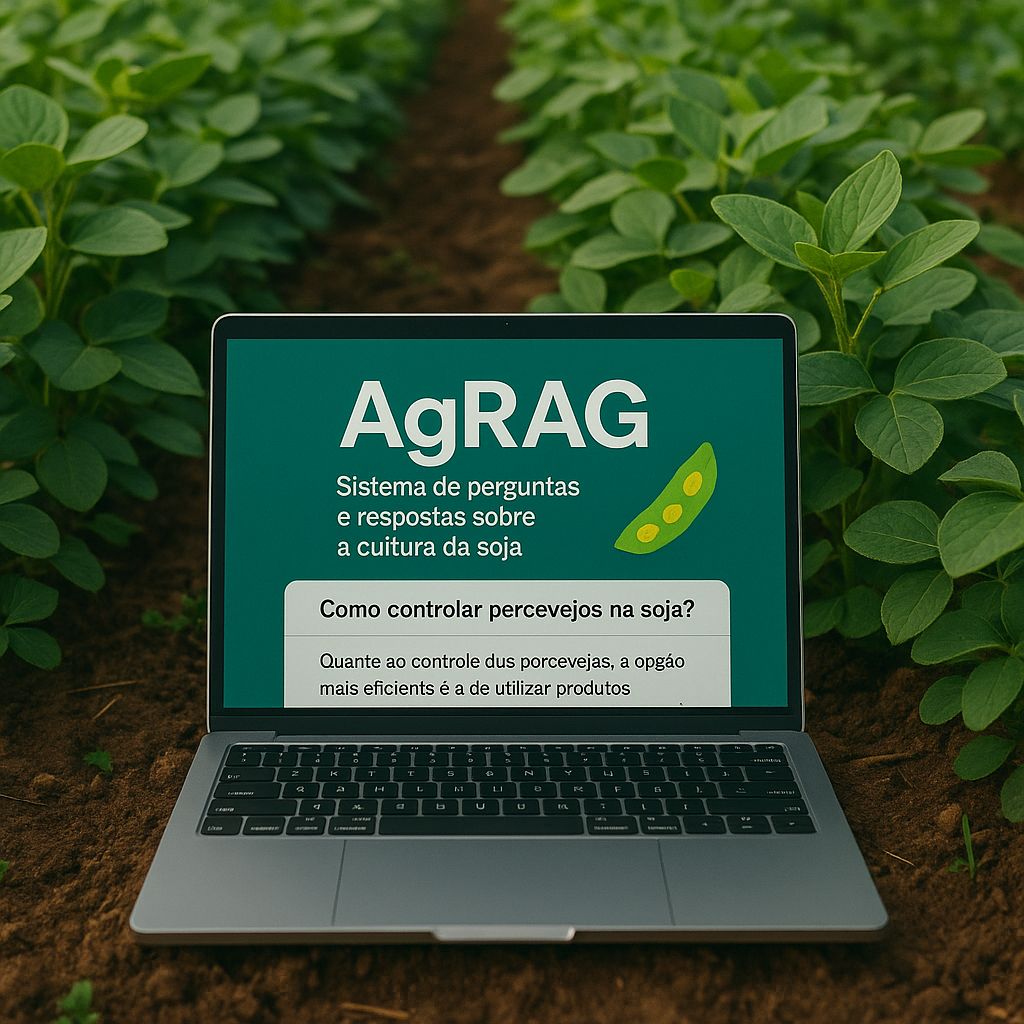 AgRAG
Sistema de perguntas
e respostas sobre
a cuitura da soja
Como controlar percevejos na soja?
Quante ao controle dus porcevejas, a opgáo
mais eficients é a de utilizar produtos